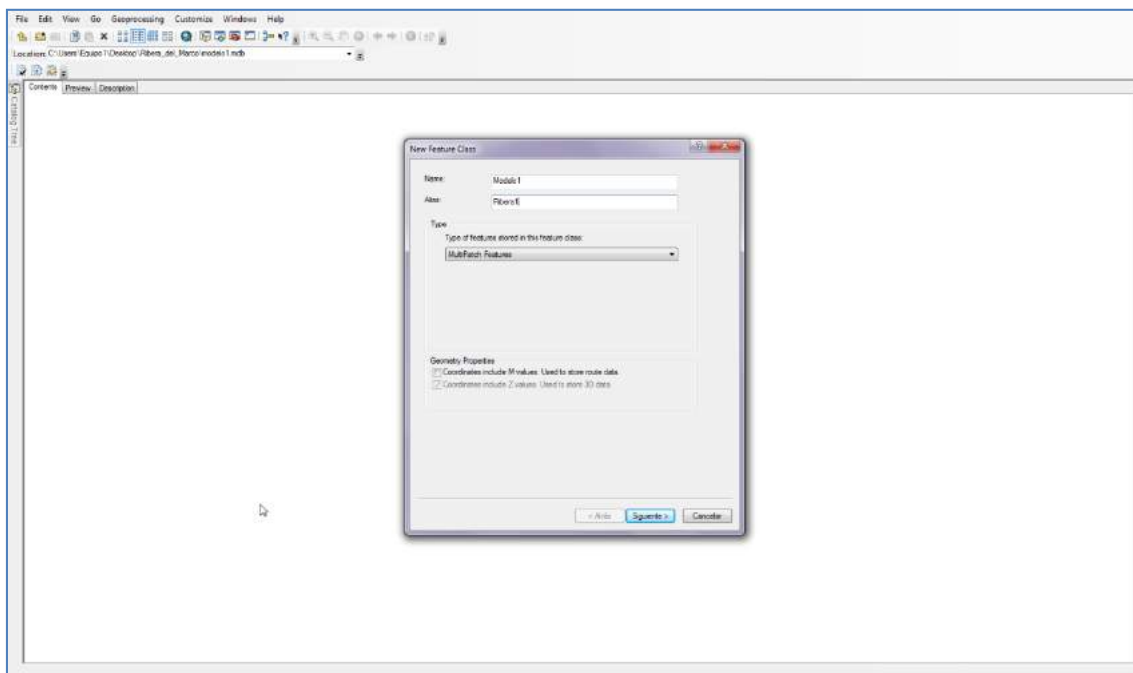 File Edit View Go Geoprocessing Customize Windows Help
Location: C:\Users\Equipo1\Desktop\Ribera_del_Marco\modelo1.mdb
Catalog Tree
Contents Preview Description
New Feature Class
Name: Modelo1
Alias: Ribera
Type
Type of features stored in this feature class:
MultiPatch Features
Geometry Properties
Coordinates include M values. Used to store route data.
Coordinates include Z values. Used to store 3D data.
< Atrás Siguiente > Cancelar